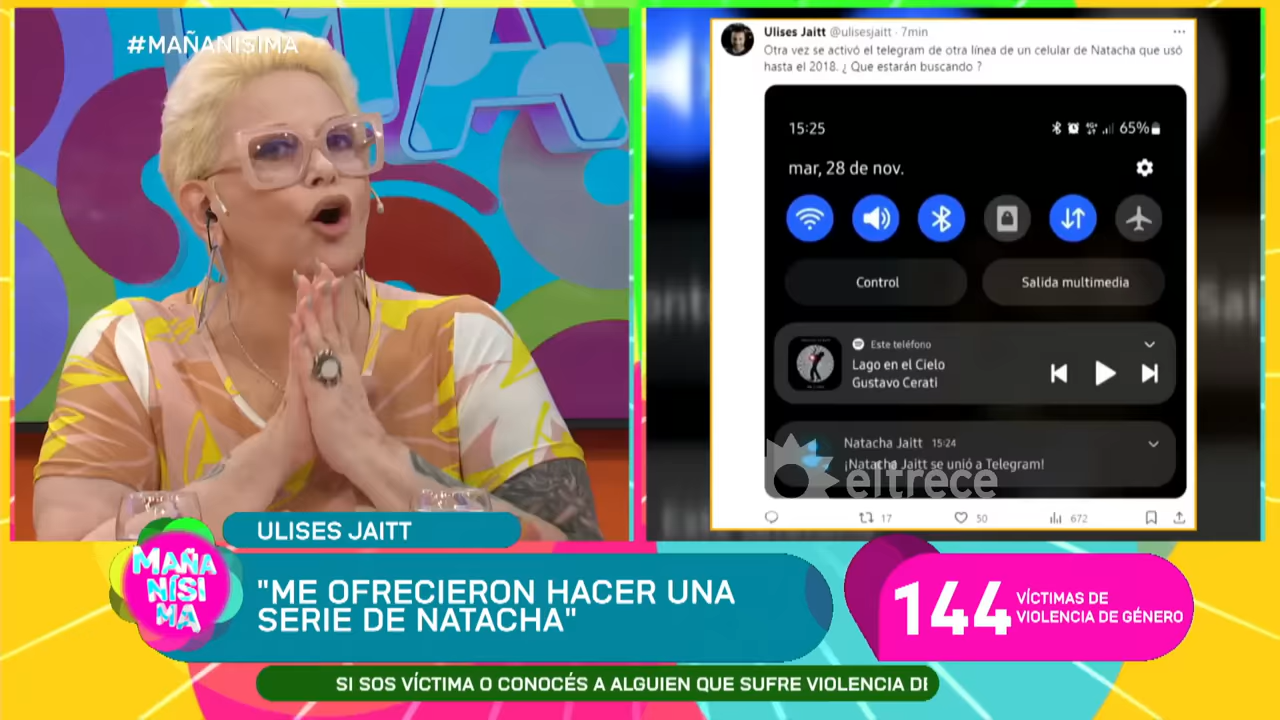 #MAÑANÍSIMA
MA
Ulises Jaitt @ulisesjaitt · 7min
Otra vez se activó el telegram de otra línea de un celular de Natacha que usó
hasta el 2018. ¿ Que estarán buscando ?
15:25
65%
mar, 28 de nov.
Control
Salida multimedia
Este teléfono
Lago en el Cielo
Gustavo Cerati
Natacha Jaitt 15:24
¡Natacha Jaitt se unió a Telegram!
eltrece
17
50
672
ULISES JAITT
MAÑA
NÍSI
MA
"ME OFRECIERON HACER UNA
SERIE DE NATACHA"
144
VÍCTIMAS DE
VIOLENCIA DE GÉNERO
SI SOS VÍCTIMA O CONOCÉS A ALGUIEN QUE SUFRE VIOLENCIA DE